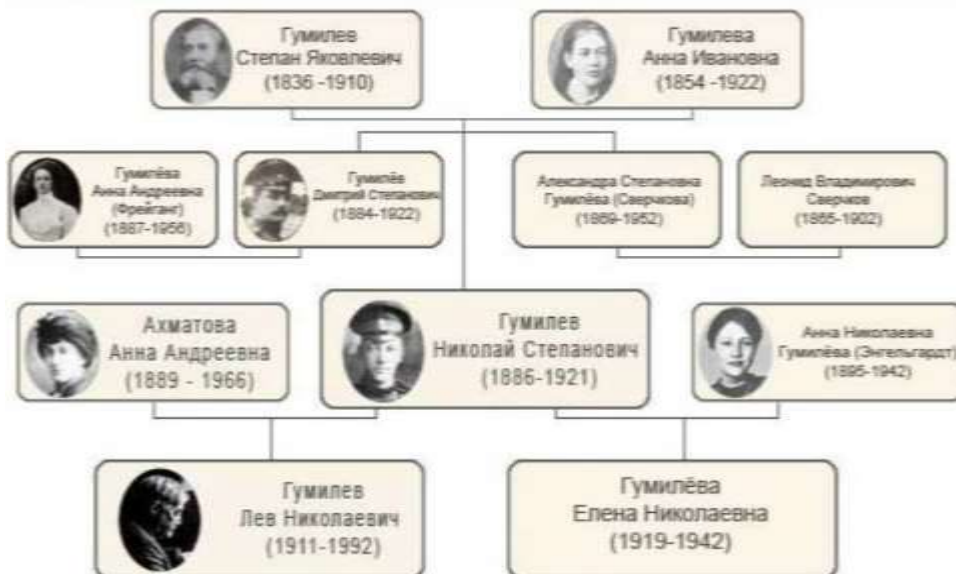 Гумилев
Степан Яковлевич
(1836 -1910)
Гумилева
Анна Ивановна
(1854 -1922)
Гумилёва
Анна Андреевна
(Фрейганг)
(1887-1956)
Гумилёв
Дмитрий Степанович
(1884-1922)
Александра Степановна
Гумилёва (Сверчкова)
(1869-1952)
Леонид Владимирович
Сверчков
(1865-1902)
Ахматова
Анна Андреевна
(1889 - 1966)
Гумилев
Николай Степанович
(1886-1921)
Анна Николаевна
Гумилёва (Энгельгардт)
(1895-1942)
Гумилев
Лев Николаевич
(1911-1992)
Гумилёва
Елена Николаевна
(1919-1942)